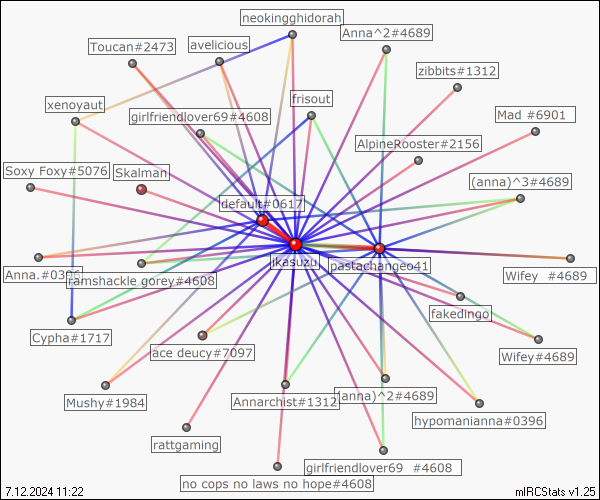 neokingghidorah
Anna^2#4689
Toucan#2473
avelicious
zibbits#1312
frisout
xenoyaut
girlfriendlover69#4608
Mad #6901
AlpineRooster#2156
Soxy Foxy#5076
Skalman
(anna)^3#4689
default#0617
jkasuzu
pastachangeo41
Anna.#0396
ramshackle gorey#4608
Wifey #4689
fakedingo
Cypha#1717
ace deucy#7097
Wifey#4689
Mushy#1984
Annarchist#1312
(anna)^2#4689
hypomanianna#0396
rattgaming
girlfriendlover69 #4608
no cops no laws no hope#4608
7.12.2024 11:22
mIRCStats v1.25